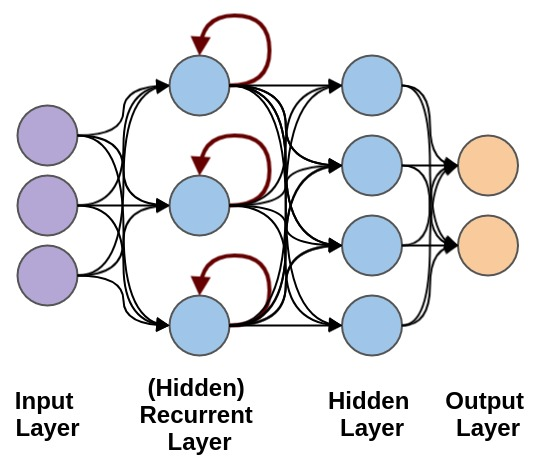 Input
Layer
(Hidden)
Recurrent
Layer
Hidden
Layer
Output
Layer